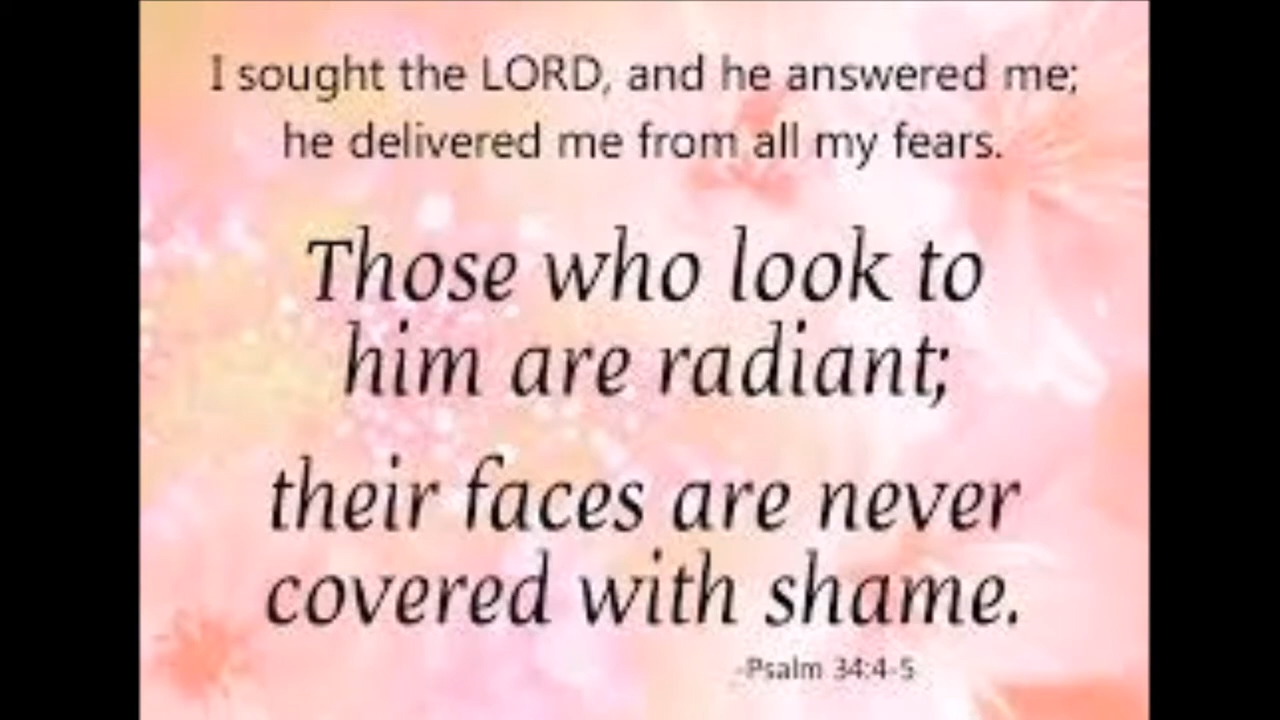 I sought the LORD, and he answered me;
he delivered me from all my fears.
Those who look to
him are radiant;
their faces are never
covered with shame.
-Psalm 34:4-5